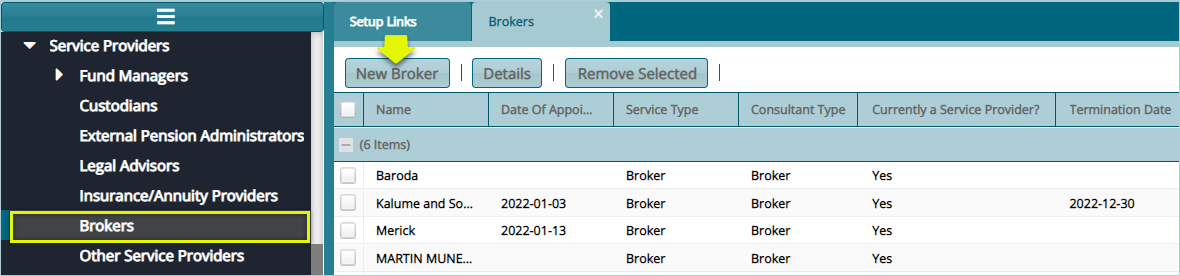 Service Providers
Fund Managers
Custodians
External Pension Administrators
Legal Advisors
Insurance/Annuity Providers
Brokers
Other Service Providers
Setup Links
Brokers
New Broker | Details | Remove Selected |
Name Date Of Appoi... Service Type Consultant Type Currently a Service Provider? Termination Date
(6 Items)
Baroda Broker Broker Yes
Kalume and So... 2022-01-03 Broker Broker Yes 2022-12-30
Merick 2022-01-13 Broker Broker Yes
MARTIN MUNE... Broker Broker Yes